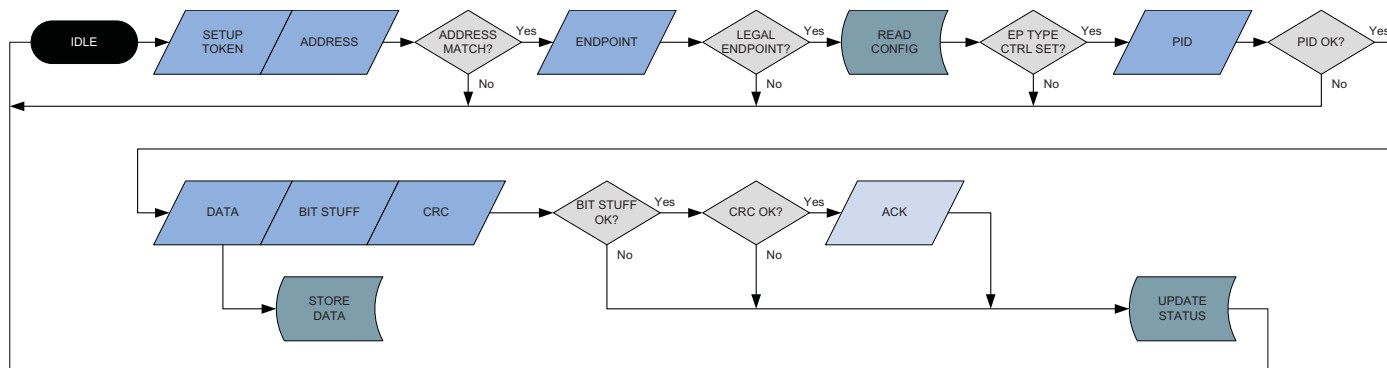 IDLE
SETUP
TOKEN
ADDRESS
ADDRESS
MATCH?
Yes
No
ENDPOINT
LEGAL
ENDPOINT?
Yes
No
READ
CONFIG
EP TYPE
CTRL SET?
Yes
No
PID
PID OK?
Yes
No
DATA
BIT STUFF
CRC
BIT STUFF
OK?
Yes
No
CRC OK?
Yes
No
ACK
STORE
DATA
UPDATE
STATUS